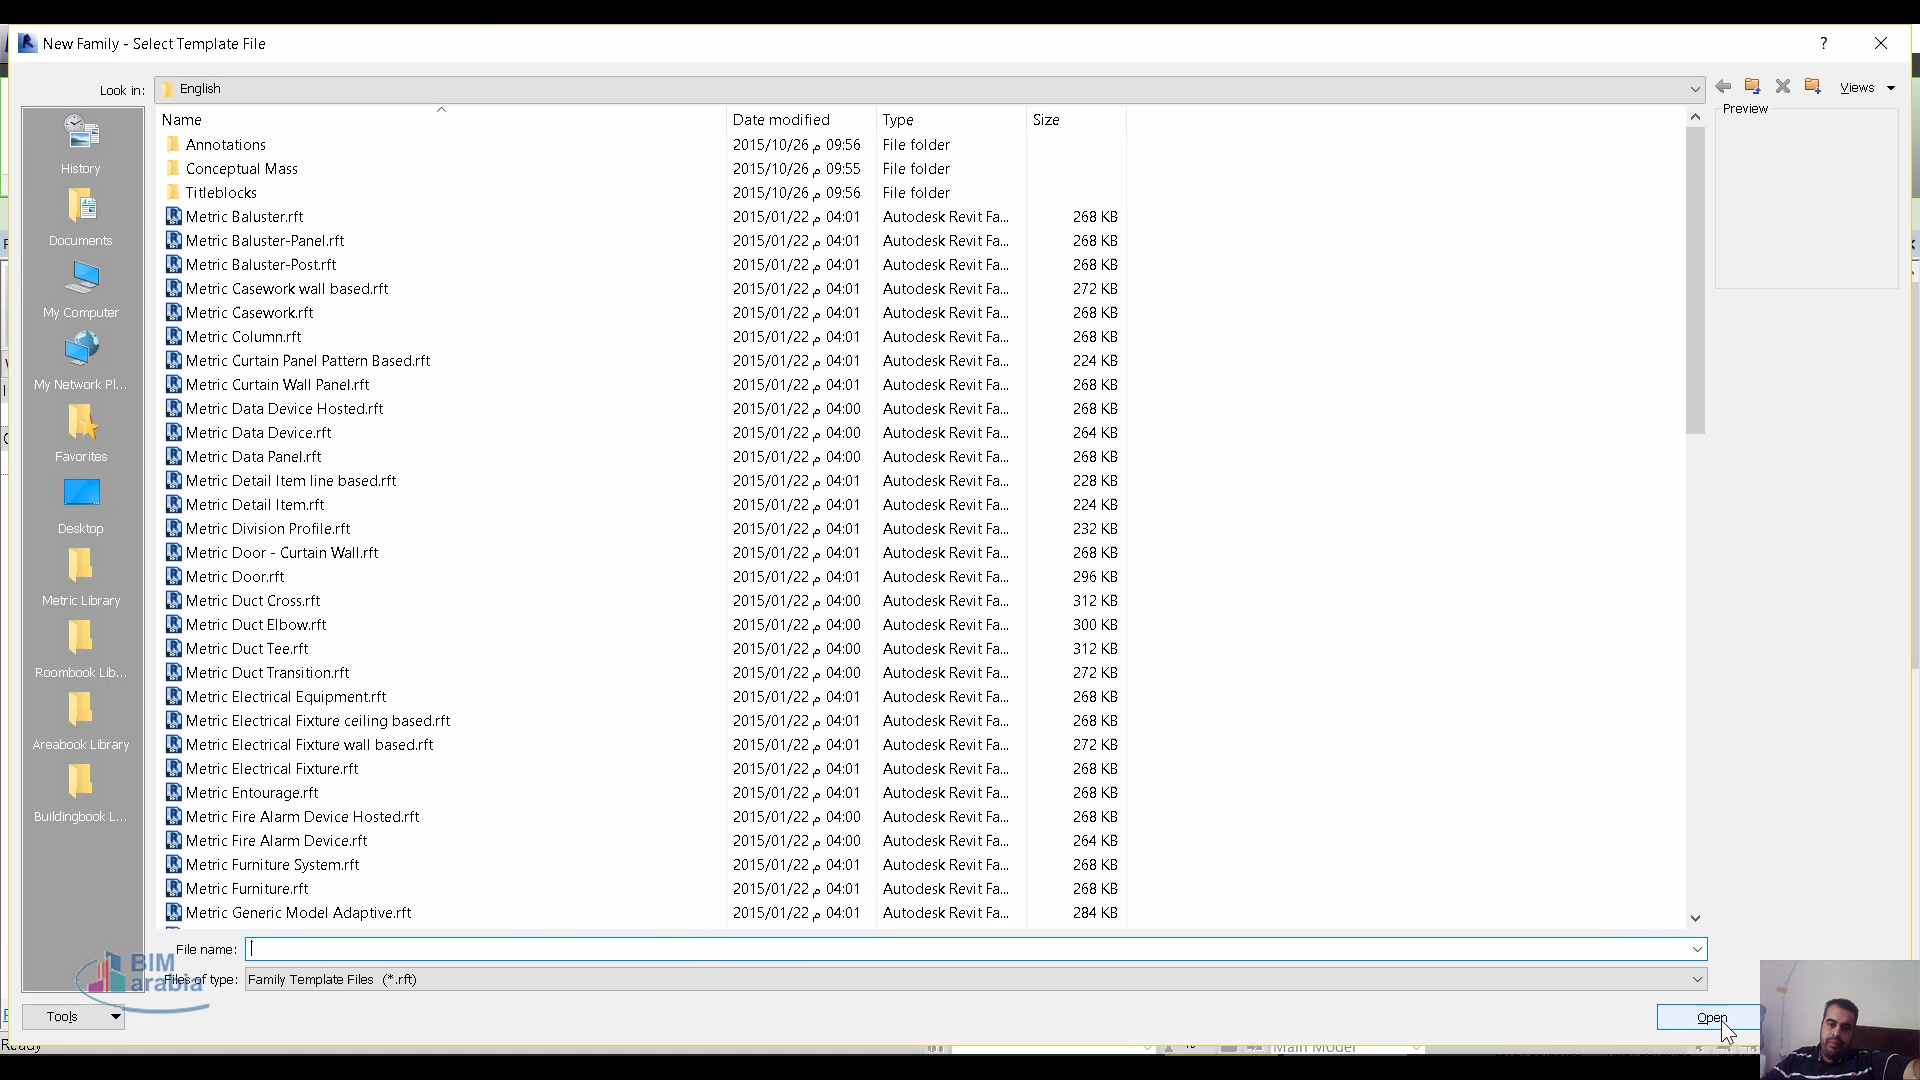 New Family - Select Template File
?
Look in: English
Views
Preview
Name Date modified Type Size
Annotations 2015/10/26 م 09:56 File folder
Conceptual Mass 2015/10/26 م 09:55 File folder
Titleblocks 2015/10/26 م 09:56 File folder
Metric Baluster.rft 2015/01/22 م 04:01 Autodesk Revit Fa... 268 KB
Metric Baluster-Panel.rft 2015/01/22 م 04:01 Autodesk Revit Fa... 268 KB
Metric Baluster-Post.rft 2015/01/22 م 04:01 Autodesk Revit Fa... 268 KB
Metric Casework wall based.rft 2015/01/22 م 04:01 Autodesk Revit Fa... 272 KB
Metric Casework.rft 2015/01/22 م 04:01 Autodesk Revit Fa... 268 KB
Metric Column.rft 2015/01/22 م 04:01 Autodesk Revit Fa... 268 KB
Metric Curtain Panel Pattern Based.rft 2015/01/22 م 04:01 Autodesk Revit Fa... 224 KB
Metric Curtain Wall Panel.rft 2015/01/22 م 04:01 Autodesk Revit Fa... 268 KB
Metric Data Device Hosted.rft 2015/01/22 م 04:00 Autodesk Revit Fa... 268 KB
Metric Data Device.rft 2015/01/22 م 04:00 Autodesk Revit Fa... 264 KB
Metric Data Panel.rft 2015/01/22 م 04:00 Autodesk Revit Fa... 268 KB
Metric Detail Item line based.rft 2015/01/22 م 04:01 Autodesk Revit Fa... 228 KB
Metric Detail Item.rft 2015/01/22 م 04:01 Autodesk Revit Fa... 224 KB
Metric Division Profile.rft 2015/01/22 م 04:01 Autodesk Revit Fa... 232 KB
Metric Door - Curtain Wall.rft 2015/01/22 م 04:01 Autodesk Revit Fa... 268 KB
Metric Door.rft 2015/01/22 م 04:01 Autodesk Revit Fa... 296 KB
Metric Duct Cross.rft 2015/01/22 م 04:00 Autodesk Revit Fa... 312 KB
Metric Duct Elbow.rft 2015/01/22 م 04:00 Autodesk Revit Fa... 300 KB
Metric Duct Tee.rft 2015/01/22 م 04:00 Autodesk Revit Fa... 312 KB
Metric Duct Transition.rft 2015/01/22 م 04:00 Autodesk Revit Fa... 272 KB
Metric Electrical Equipment.rft 2015/01/22 م 04:01 Autodesk Revit Fa... 268 KB
Metric Electrical Fixture ceiling based.rft 2015/01/22 م 04:01 Autodesk Revit Fa... 268 KB
Metric Electrical Fixture wall based.rft 2015/01/22 م 04:01 Autodesk Revit Fa... 272 KB
Metric Electrical Fixture.rft 2015/01/22 م 04:01 Autodesk Revit Fa... 268 KB
Metric Entourage.rft 2015/01/22 م 04:01 Autodesk Revit Fa... 268 KB
Metric Fire Alarm Device Hosted.rft 2015/01/22 م 04:00 Autodesk Revit Fa... 268 KB
Metric Fire Alarm Device.rft 2015/01/22 م 04:00 Autodesk Revit Fa... 264 KB
Metric Furniture System.rft 2015/01/22 م 04:01 Autodesk Revit Fa... 268 KB
Metric Furniture.rft 2015/01/22 م 04:01 Autodesk Revit Fa... 268 KB
Metric Generic Model Adaptive.rft 2015/01/22 م 04:01 Autodesk Revit Fa... 284 KB
History
Documents
My Computer
My Network Pl...
Favorites
Desktop
Metric Library
Roombook Lib...
Areabook Library
Buildingbook L...
File name:
Files of type: Family Template Files (*.rft)
BIM
arabia
Tools
Open
Ready
Main Model